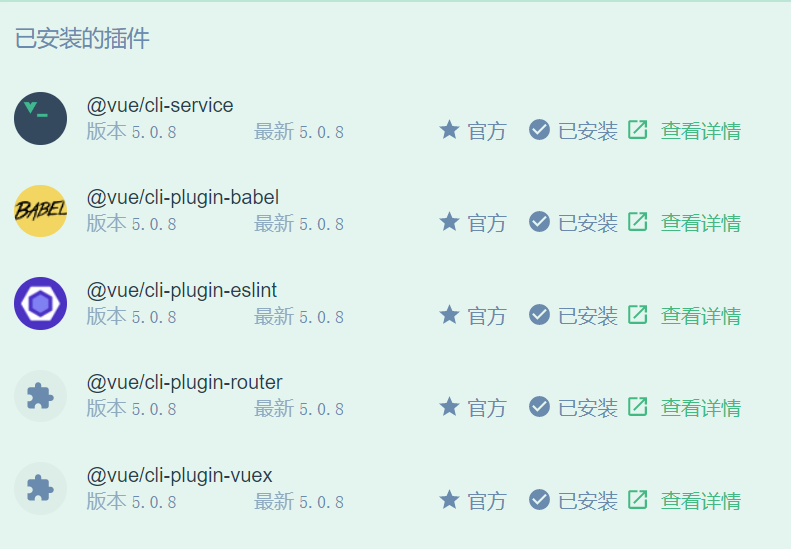 已安装的插件
@vue/cli-service
版本 5.0.8 最新 5.0.8 官方 已安装 查看详情
BABEL
@vue/cli-plugin-babel
版本 5.0.8 最新 5.0.8 官方 已安装 查看详情
@vue/cli-plugin-eslint
版本 5.0.8 最新 5.0.8 官方 已安装 查看详情
@vue/cli-plugin-router
版本 5.0.8 最新 5.0.8 官方 已安装 查看详情
@vue/cli-plugin-vuex
版本 5.0.8 最新 5.0.8 官方 已安装 查看详情